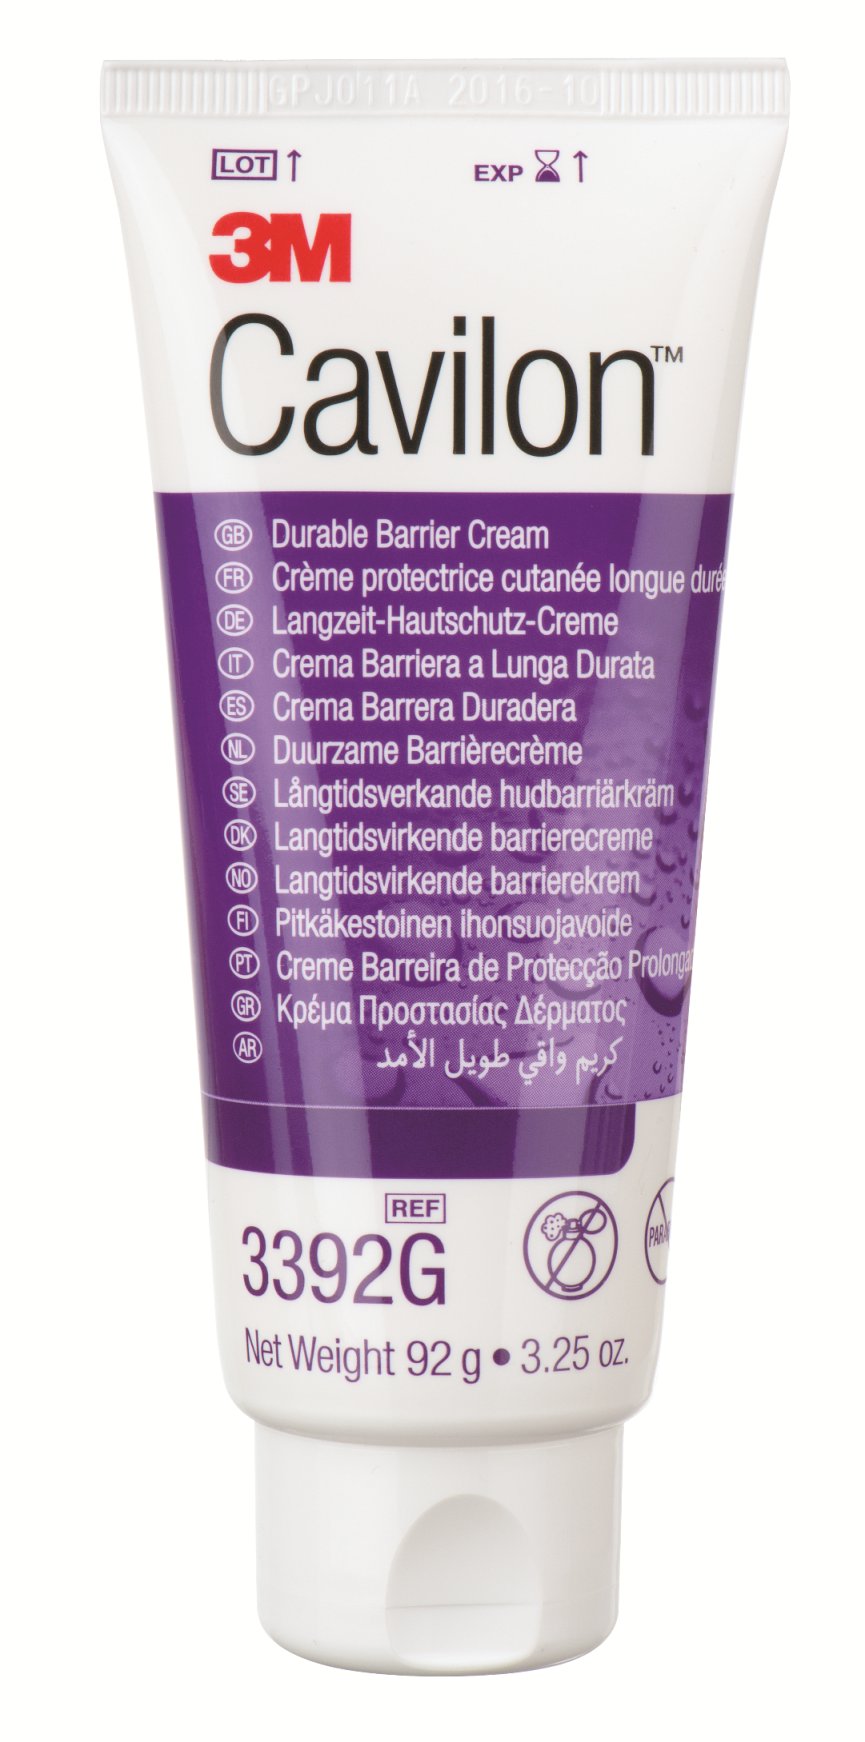 GPJ011A 2016-10
LOT ↑ EXP ↑
3M
Cavilon™
GB Durable Barrier Cream
FR Crème protectrice cutanée longue durée
DE Langzeit-Hautschutz-Creme
IT Crema Barriera a Lunga Durata
ES Crema Barrera Duradera
NL Duurzame Barrièrecrème
SE Långtidsverkande hudbarriärkräm
DK Langtidsvirkende barrierecreme
NO Langtidsvirkende barrierekrem
FI Pitkäkestoinen ihonsuojavoide
PT Creme Barreira de Protecção
GR Κρέμα Προστασίας Δέρματος
AR كريم واقي طويل الأمد
REF
3392G
Net Weight 92 g • 3.25 oz.